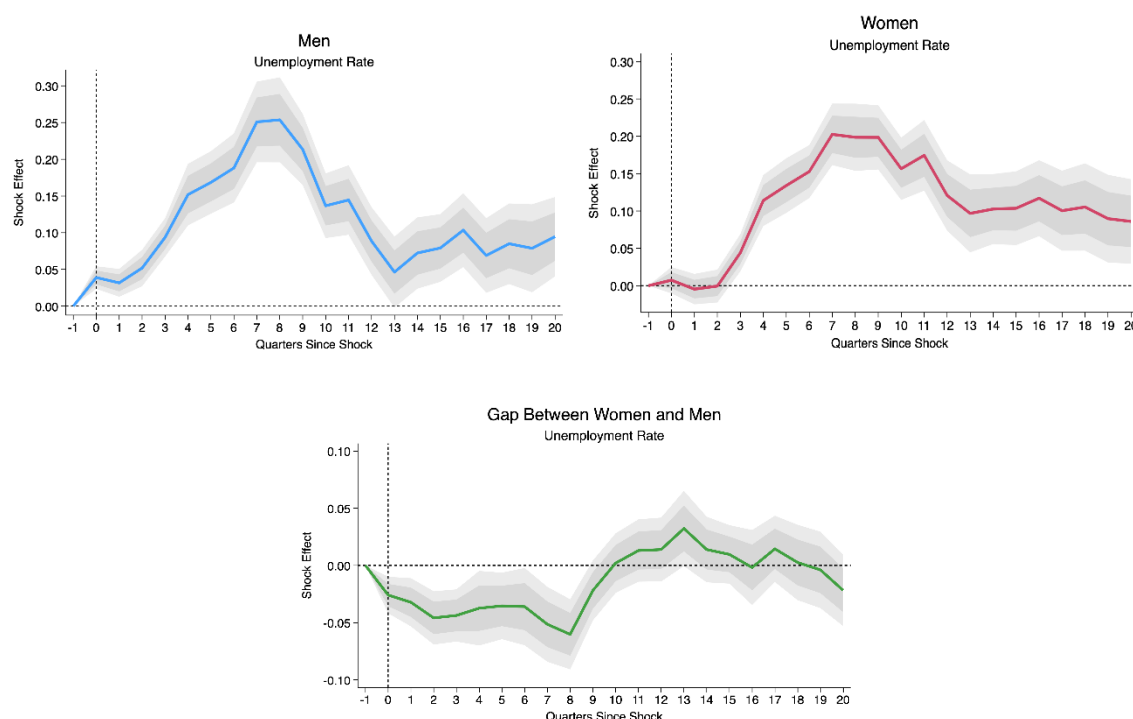 Men
Unemployment Rate
Shock Effect
0.30
0.25
0.20
0.15
0.10
0.05
0.00
-1 0 1 2 3 4 5 6 7 8 9 10 11 12 13 14 15 16 17 18 19 20
Quarters Since Shock
Women
Unemployment Rate
Shock Effect
0.30
0.25
0.20
0.15
0.10
0.05
0.00
-1 0 1 2 3 4 5 6 7 8 9 10 11 12 13 14 15 16 17 18 19 20
Quarters Since Shock
Gap Between Women and Men
Unemployment Rate
Shock Effect
0.10
0.05
0.00
-0.05
-0.10
-1 0 1 2 3 4 5 6 7 8 9 10 11 12 13 14 15 16 17 18 19 20
Quarters Since Shock